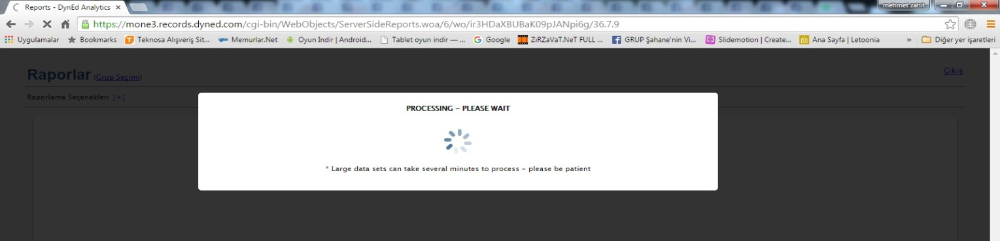 Reports - DynEd Analytics
mehmet zahit
https://mone3.records.dyned.com/cgi-bin/WebObjects/ServerSideReports.woa/6/wo/ir3HDaXBUBaK09pJANpi6g/36.7.9
Uygulamalar Bookmarks Teknosa Alışveriş Sit... Memurlar.Net Oyun Indir | Android... Tablet oyun indir — ... Google ZıRZaVaT.NeT FULL ... GRUP Şahane'nin Vi... Slidemotion | Create... Ana Sayfa | Letoonia » Diğer yer işaretleri
Raporlar (Grup Seçimi) Çıkış
Raporlama Seçenekleri [+]
PROCESSING - PLEASE WAIT
* Large data sets can take several minutes to process - please be patient